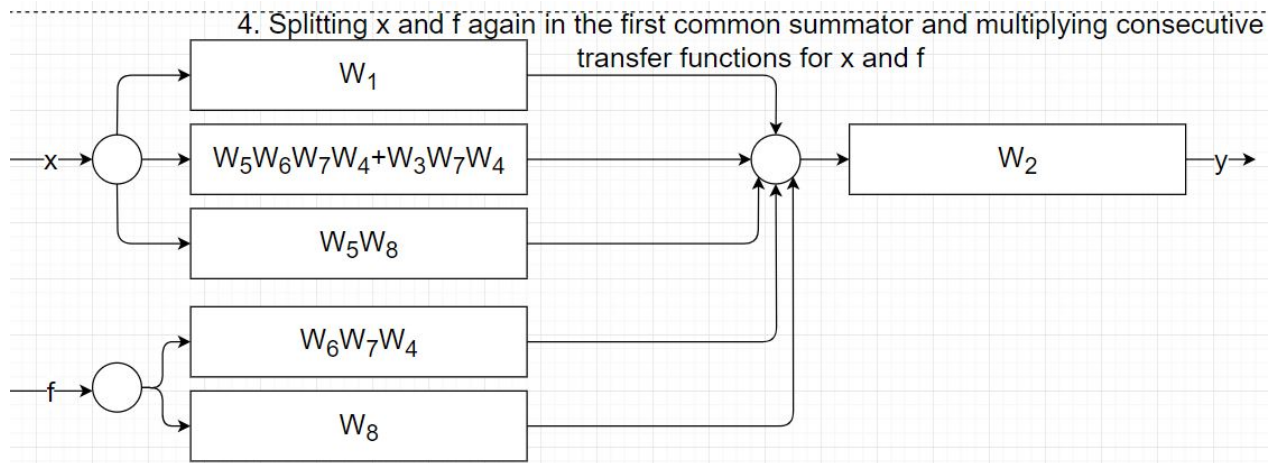 4. Splitting x and f again in the first common summator and multiplying consecutive
transfer functions for x and f
W₁
x
W₅W₆W₇W₄+W₃W₇W₄
W₂
y
W₅W₈
W₆W₇W₄
f
W₈